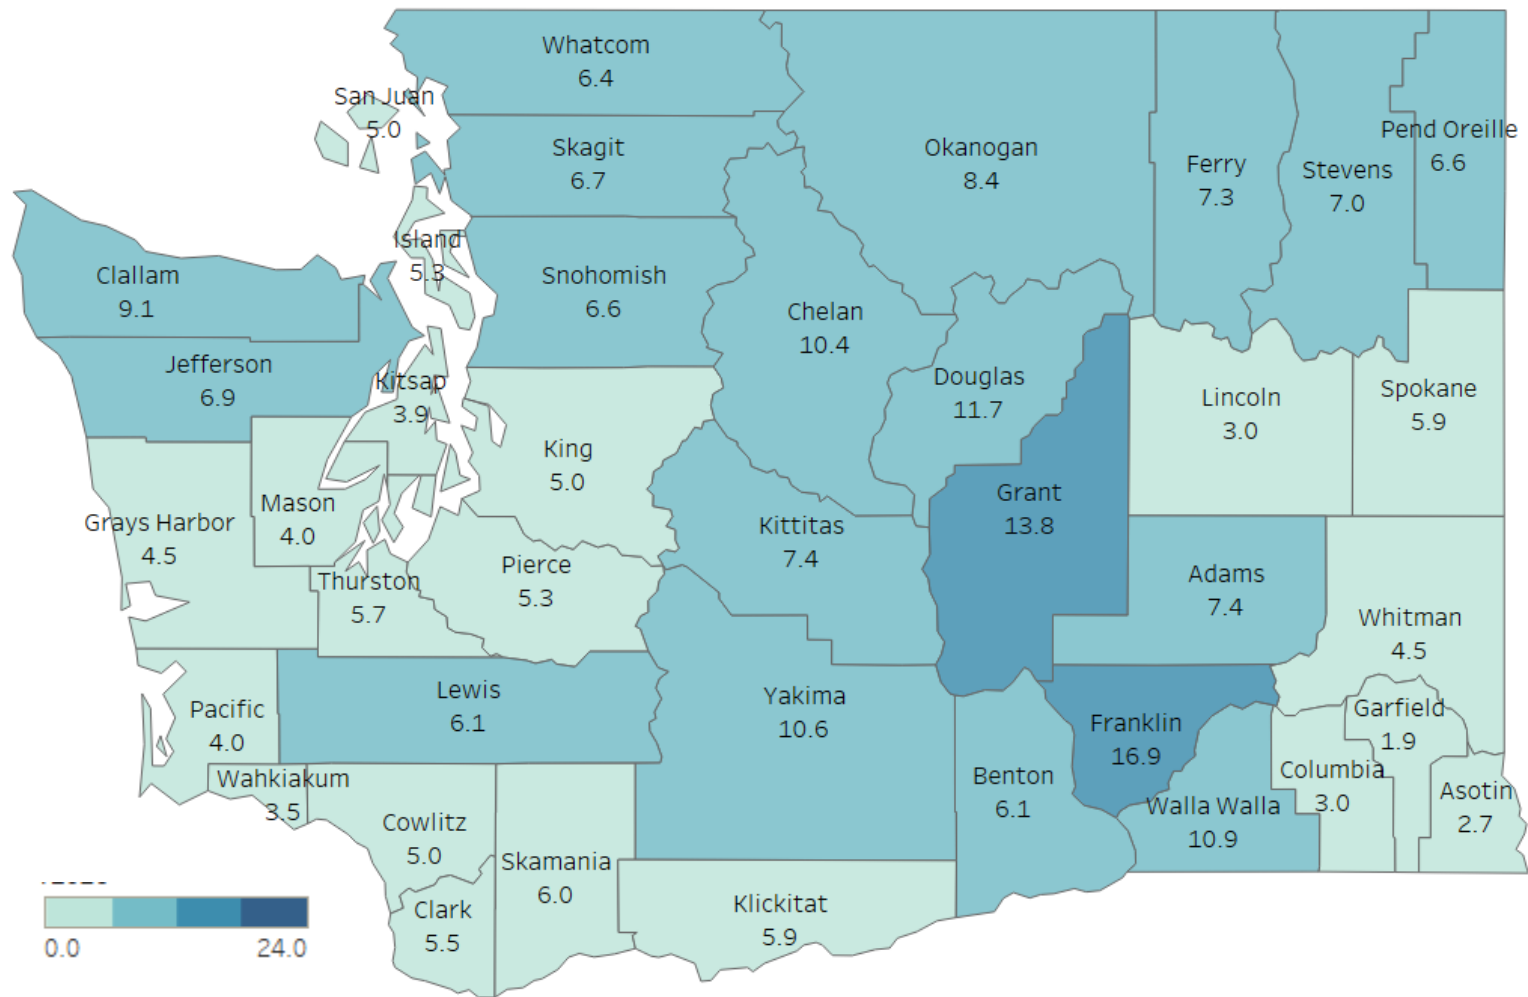 Whatcom
6.4
San Juan
5.0
Skagit
6.7
Okanogan
8.4
Ferry
7.3
Stevens
7.0
Pend Oreille
6.6
Island
5.3
Clallam
9.1
Snohomish
6.6
Chelan
10.4
Jefferson
6.9
Kitsap
3.9
Douglas
11.7
Lincoln
3.0
Spokane
5.9
King
5.0
Grant
13.8
Mason
4.0
Grays Harbor
4.5
Kittitas
7.4
Thurston
5.7
Pierce
5.3
Adams
7.4
Whitman
4.5
Lewis
6.1
Yakima
10.6
Pacific
4.0
Franklin
16.9
Garfield
1.9
Wahkiakum
3.5
Benton
6.1
Columbia
3.0
Walla Walla
10.9
Asotin
2.7
Cowlitz
5.0
Skamania
6.0
Clark
5.5
Klickitat
5.9
0.0 24.0